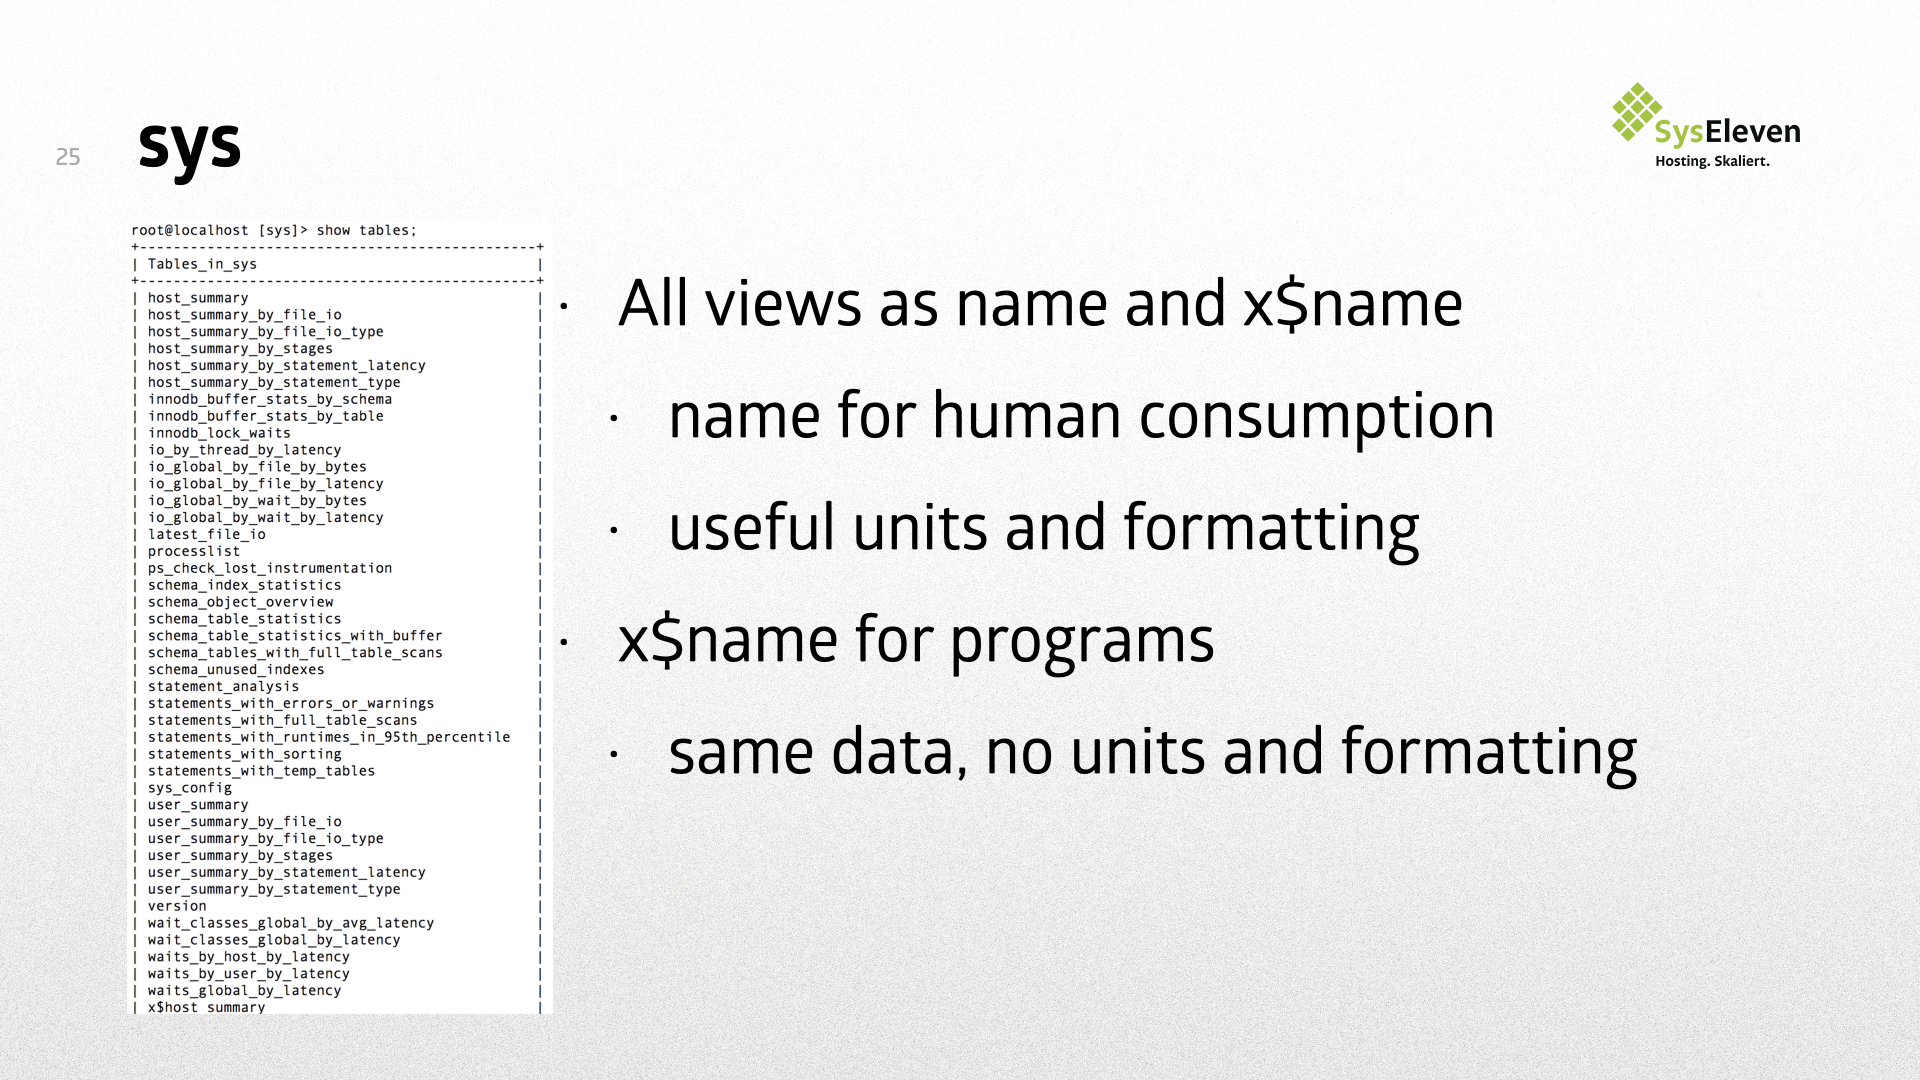 25
sys
SysEleven
Hosting. Skaliert.
root@localhost [sys]> show tables;
+-----------------------------------------------+
| Tables_in_sys |
+-----------------------------------------------+
| host_summary |
| host_summary_by_file_io |
| host_summary_by_file_io_type |
| host_summary_by_stages |
| host_summary_by_statement_latency |
| host_summary_by_statement_type |
| innodb_buffer_stats_by_schema |
| innodb_buffer_stats_by_table |
| innodb_lock_waits |
| io_by_thread_by_latency |
| io_global_by_file_by_bytes |
| io_global_by_file_by_latency |
| io_global_by_wait_by_bytes |
| io_global_by_wait_by_latency |
| latest_file_io |
| processlist |
| ps_check_lost_instrumentation |
| schema_index_statistics |
| schema_object_overview |
| schema_table_statistics |
| schema_table_statistics_with_buffer |
| schema_tables_with_full_table_scans |
| schema_unused_indexes |
| statement_analysis |
| statements_with_errors_or_warnings |
| statements_with_full_table_scans |
| statements_with_runtimes_in_95th_percentile |
| statements_with_sorting |
| statements_with_temp_tables |
| sys_config |
| user_summary |
| user_summary_by_file_io |
| user_summary_by_file_io_type |
| user_summary_by_stages |
| user_summary_by_statement_latency |
| user_summary_by_statement_type |
| version |
| wait_classes_global_by_avg_latency |
| wait_classes_global_by_latency |
| waits_by_host_by_latency |
| waits_by_user_by_latency |
| waits_global_by_latency |
| x$host_summary |
· All views as name and x$name
· name for human consumption
· useful units and formatting
· x$name for programs
· same data, no units and formatting